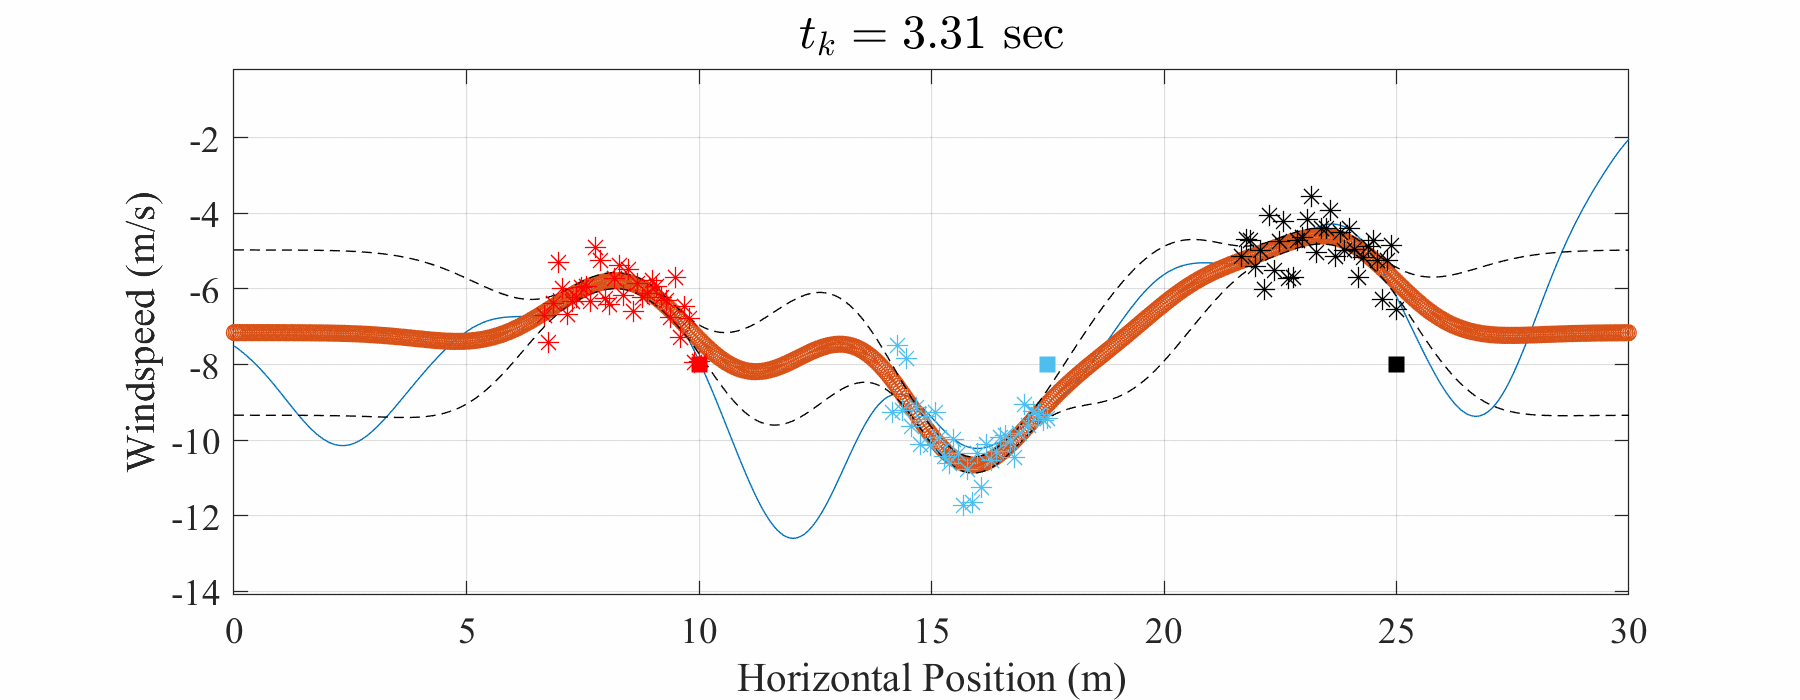 t_k = 3.31 sec
-2
-4
-6
-8
-10
-12
-14
Windspeed (m/s)
0 5 10 15 20 25 30
Horizontal Position (m)